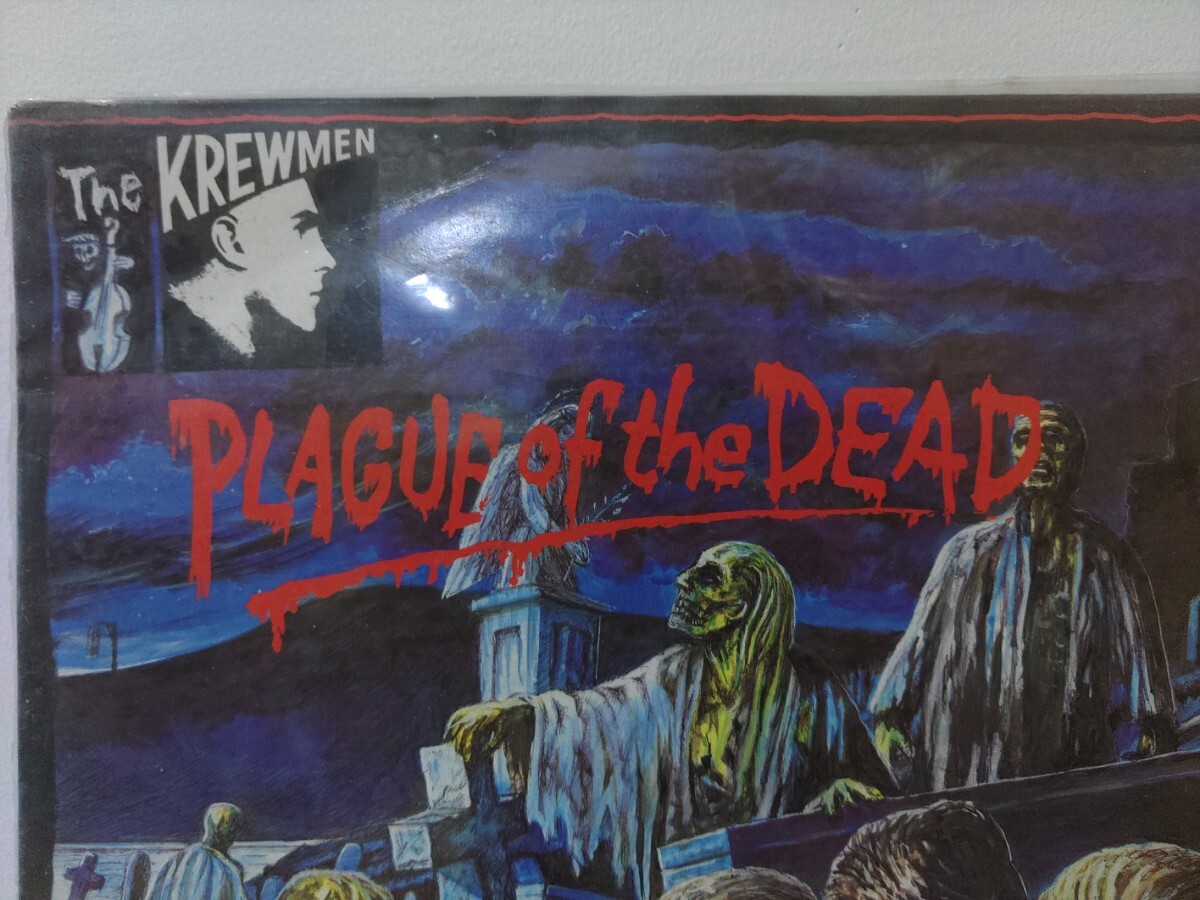 The KREWMEN
PLAGUE of the DEAD